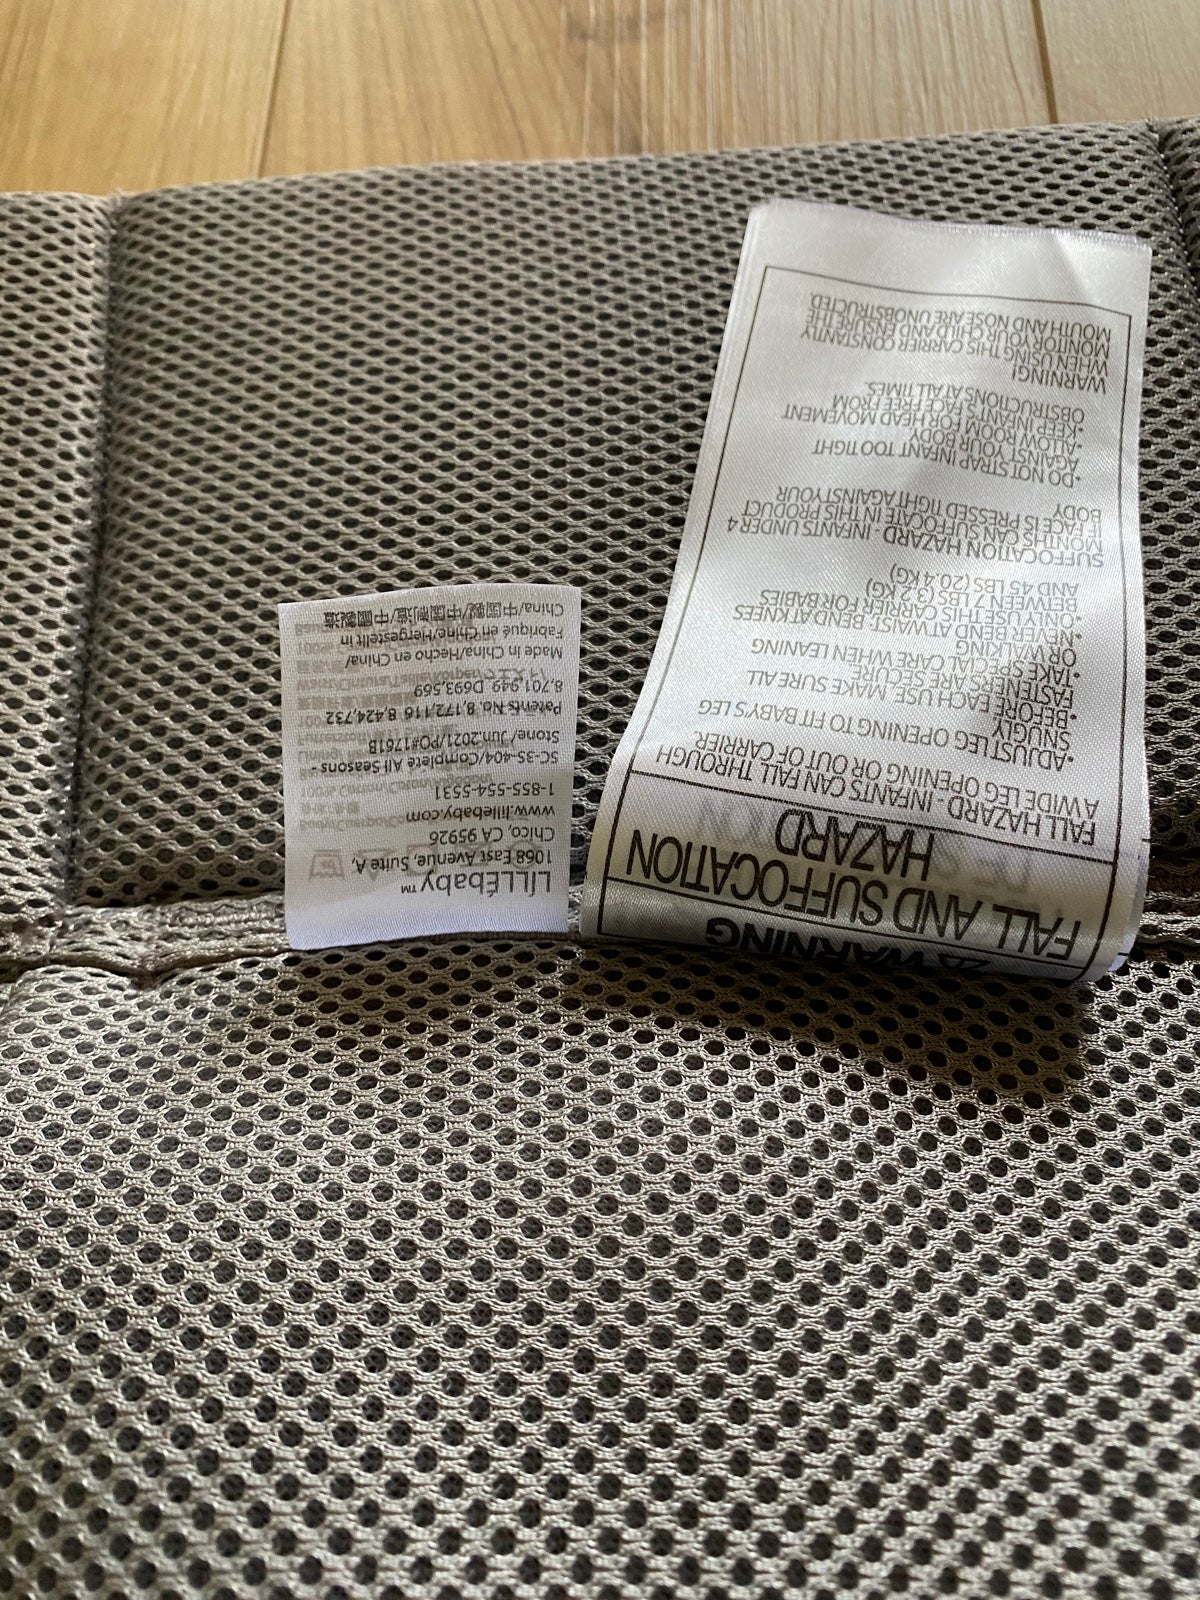 LÍLLÉbaby™
1068 East Avenue, Suite A,
Chico, CA 95926
www.lillebaby.com
1-855-554-5531
SC-35-404/Complete All Seasons -
Stone/ Jun.2021/PO#1761B
Patents No. 8,172,116 8,424,732
8,701,949 D693,569
Made in China/Hecho en China/
Fabriqué en Chine/Hergestellt in
China/中国製/中国制造/中國製造
⚠ WARNING
FALL AND SUFFOCATION
HAZARD
FALL HAZARD - INFANTS CAN FALL THROUGH
A WIDE LEG OPENING OR OUT OF CARRIER.
•ADJUST LEG OPENING TO FIT BABY'S LEG
SNUGLY.
•BEFORE EACH USE, MAKE SURE ALL
FASTENERS ARE SECURE
•TAKE SPECIAL CARE WHEN LEANING
OR WALKING
•NEVER BEND AT WAIST. BEND AT KNEES
•ONLY USE THIS CARRIER FOR BABIES
BETWEEN 7 LBS (3.2 KG)
AND 45 LBS (20.4 KG)
SUFFOCATION HAZARD - INFANTS UNDER 4
MONTHS CAN SUFFOCATE IN THIS PRODUCT
FACE IS PRESSED TIGHT AGAINST YOUR
BODY
•DO NOT STRAP INFANT TOO TIGHT
AGAINST YOUR BODY
•ALLOW ROOM FOR HEAD MOVEMENT
•KEEP INFANT'S FACE FREE FROM
OBSTRUCTIONS AT ALL TIMES.
WARNING!
WHEN USING THIS CARRIER CONSTANTLY
MONITOR YOUR CHILD AND ENSURE THE
MOUTH AND NOSE ARE UNOBSTRUCTED.